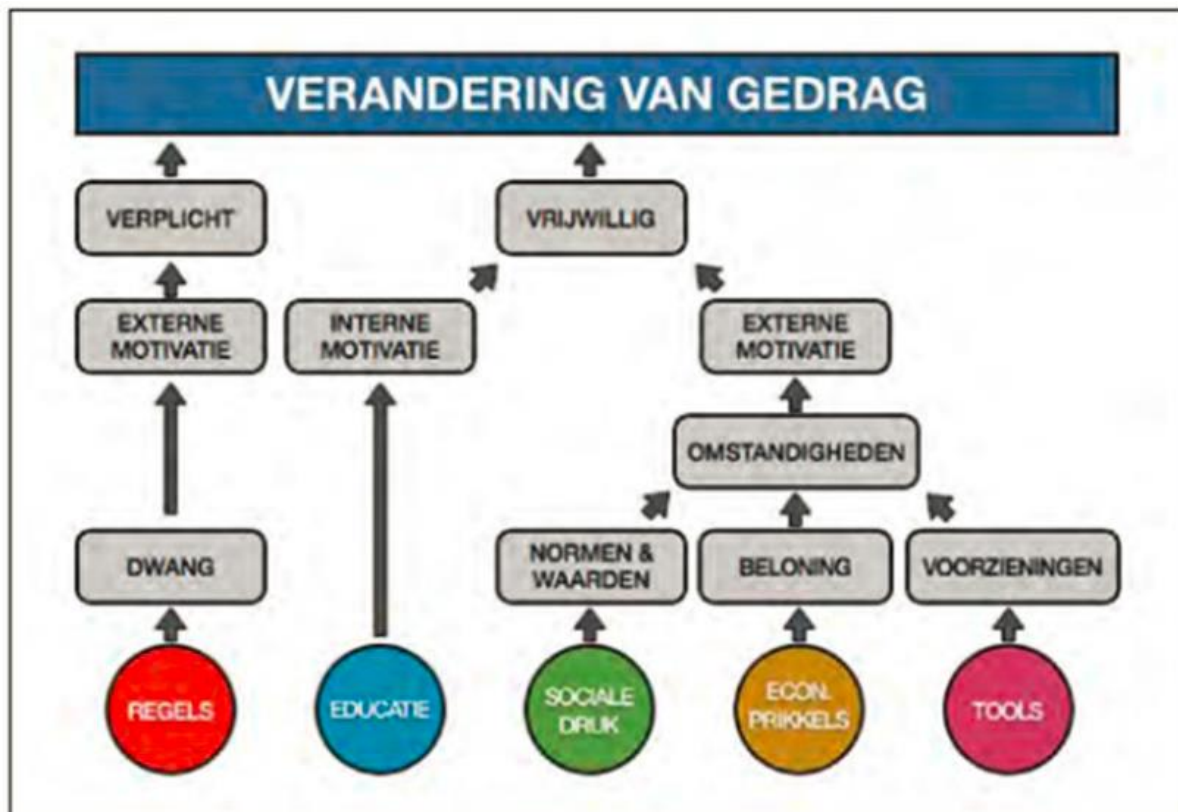 VERANDERING VAN GEDRAG
VERPLICHT
VRIJWILLIG
EXTERNE
MOTIVATIE
INTERNE
MOTIVATIE
EXTERNE
MOTIVATIE
OMSTANDIGHEDEN
DWANG
NORMEN &
WAARDEN
BELONING
VOORZIENINGEN
REGELS
EDUCATIE
SOCIALE
DRUK
ECON.
PRIKKELS
TOOLS